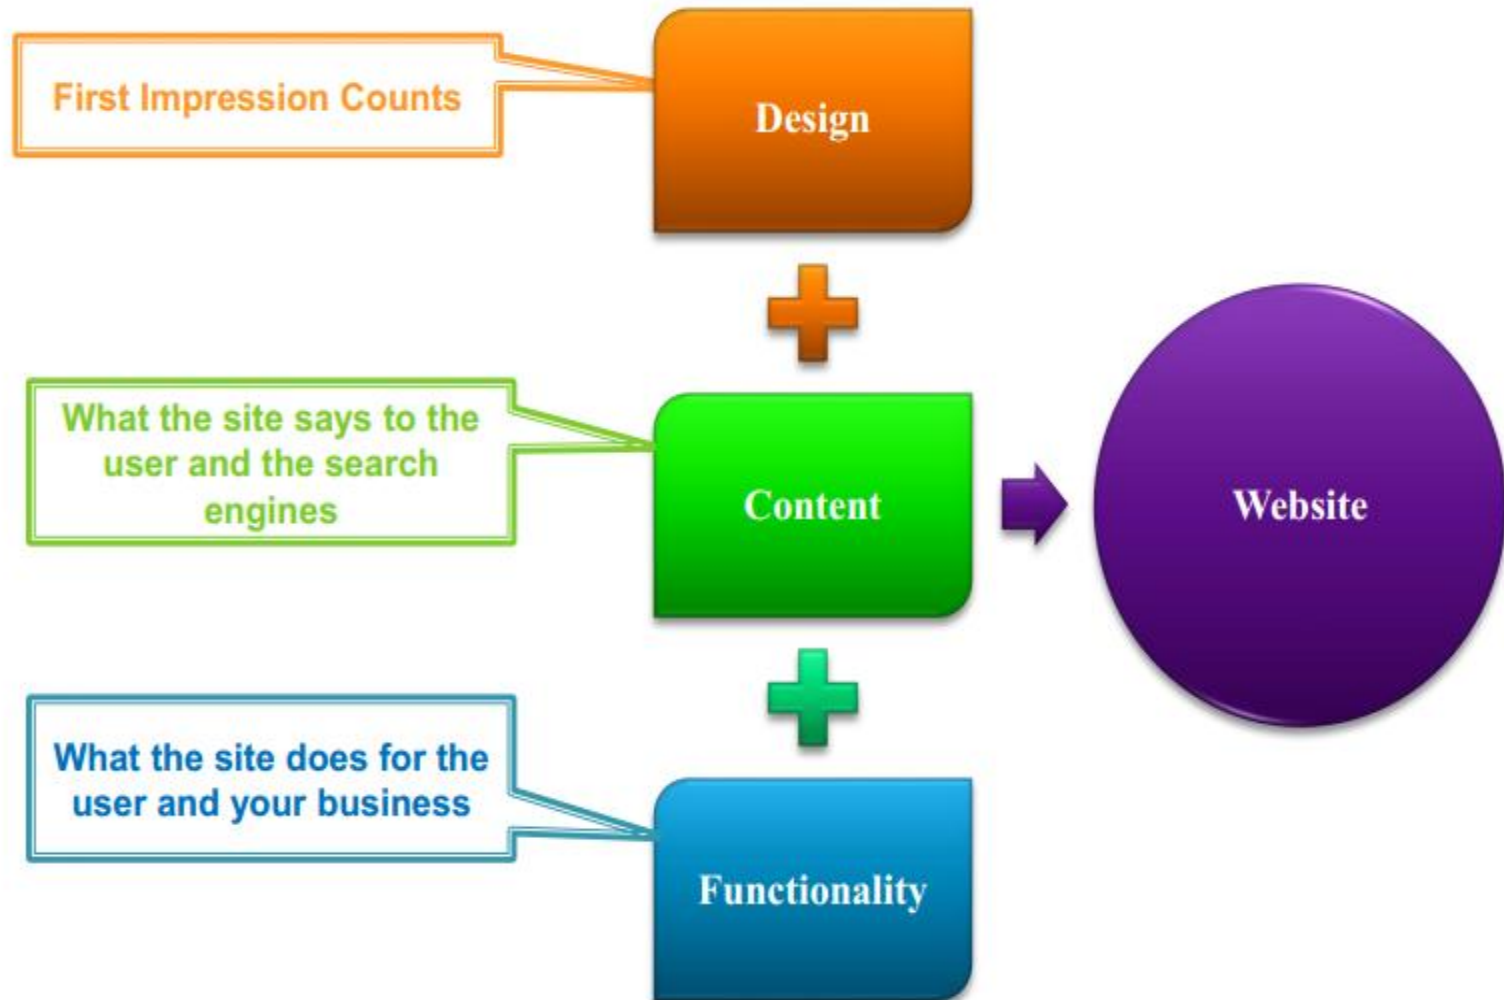 First Impression Counts
Design
What the site says to the
user and the search
engines
Content
Website
What the site does for the
user and your business
Functionality